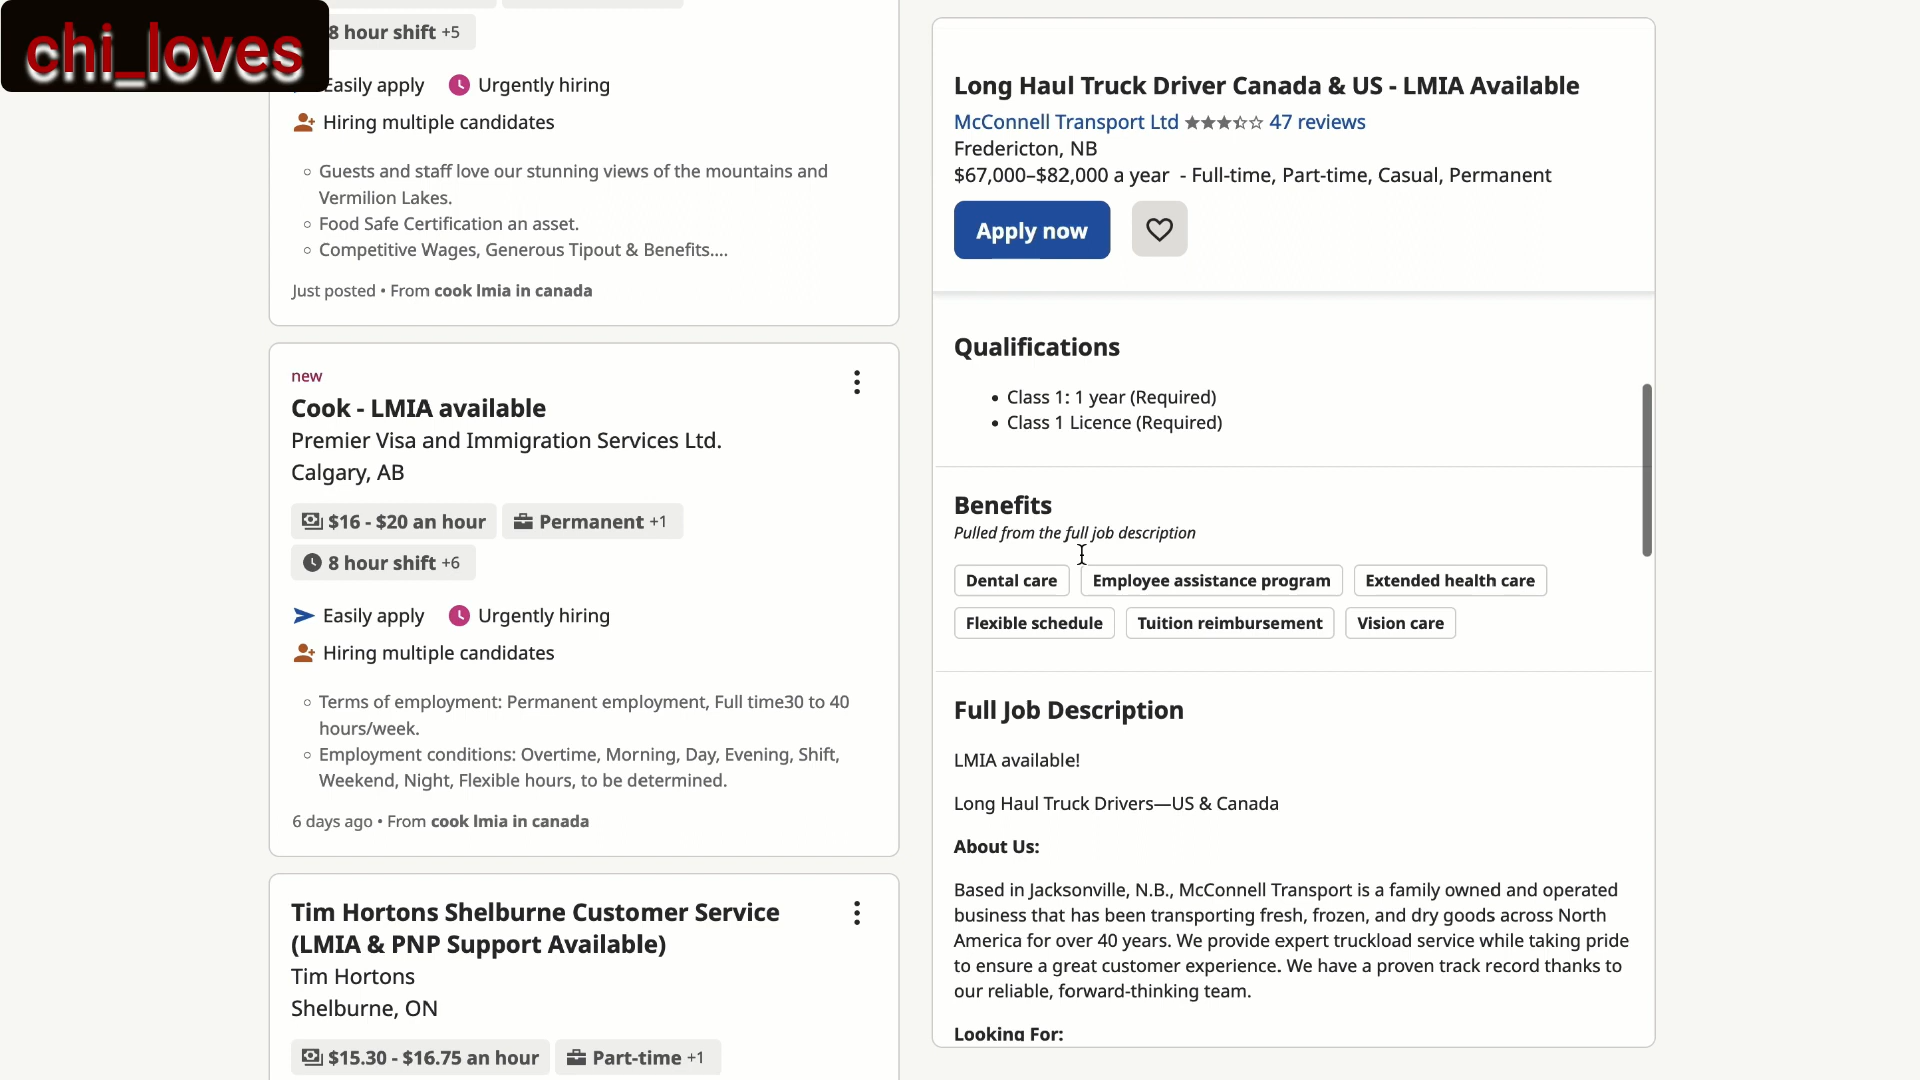 chi_loves
8 hour shift +5
Easily apply Urgently hiring
Hiring multiple candidates
Guests and staff love our stunning views of the mountains and
Vermilion Lakes.
Food Safe Certification an asset.
Competitive Wages, Generous Tipout & Benefits....
Just posted • From cook lmia in canada
new
Cook - LMIA available
Premier Visa and Immigration Services Ltd.
Calgary, AB
$16 - $20 an hour Permanent +1
8 hour shift +6
Easily apply Urgently hiring
Hiring multiple candidates
Terms of employment: Permanent employment, Full time30 to 40
hours/week.
Employment conditions: Overtime, Morning, Day, Evening, Shift,
Weekend, Night, Flexible hours, to be determined.
6 days ago • From cook lmia in canada
Tim Hortons Shelburne Customer Service
(LMIA & PNP Support Available)
Tim Hortons
Shelburne, ON
$15.30 - $16.75 an hour Part-time +1
Long Haul Truck Driver Canada & US - LMIA Available
McConnell Transport Ltd 47 reviews
Fredericton, NB
$67,000–$82,000 a year - Full-time, Part-time, Casual, Permanent
Apply now
Qualifications
• Class 1: 1 year (Required)
• Class 1 Licence (Required)
Benefits
Pulled from the full job description
Dental care Employee assistance program Extended health care
Flexible schedule Tuition reimbursement Vision care
Full Job Description
LMIA available!
Long Haul Truck Drivers—US & Canada
About Us:
Based in Jacksonville, N.B., McConnell Transport is a family owned and operated
business that has been transporting fresh, frozen, and dry goods across North
America for over 40 years. We provide expert truckload service while taking pride
to ensure a great customer experience. We have a proven track record thanks to
our reliable, forward-thinking team.
Looking For: